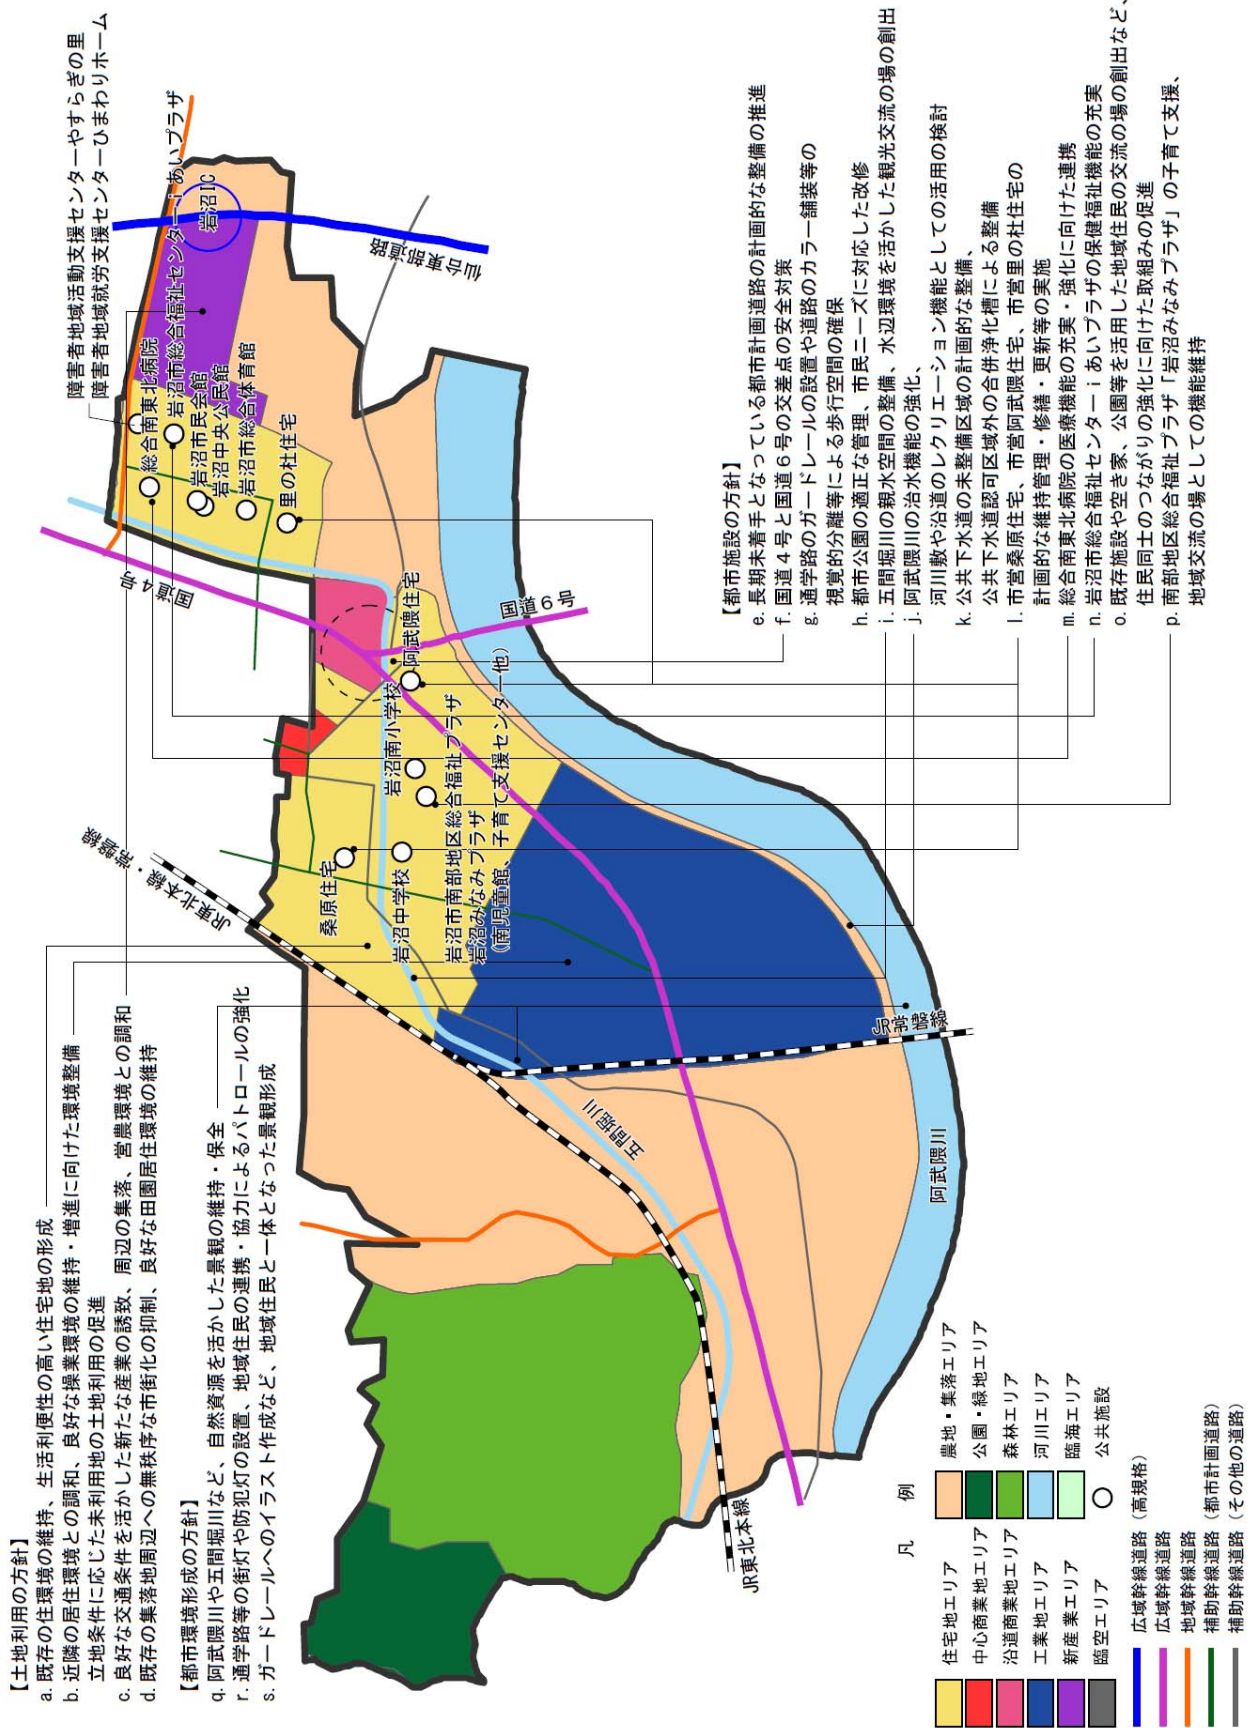 【土地利用の方針】
a. 既存の住環境の維持、生活利便性の高い住宅地の形成
b. 近隣の居住環境との調和、良好な操業環境の維持・増進に向けた環境整備
立地条件に応じた未利用地の土地利用の促進
c. 良好な交通条件を活かした新たな産業の誘致、周辺の集落、営農環境との調和
d. 既存の集落地周辺への無秩序な市街化の抑制、良好な田園居住環境の維持
【都市環境形成の方針】
q. 阿武隈川や五間堀川など、自然資源を活かした景観の維持・保全
r. 通学路等の街灯や防犯灯の設置、地域住民の連携・協力によるパトロールの強化
s. ガードレールへのイラスト作成など、地域住民と一体となった景観形成
障害者地域活動支援センターやすらぎの里
障害者地域就労支援センターひまわりホーム
総合南東北病院
岩沼市総合福祉センターiあいプラザ
岩沼市民会館
岩沼中央公民館
岩沼市総合体育館
里の杜住宅
岩沼IC
仙台東部道路
国道4号
国道6号
阿武隈住宅
岩沼南小学校
岩沼市南部地区総合福祉プラザ
岩沼みなみプラザ
(南児童館、子育て支援センター他)
岩沼中学校
桑原住宅
JR東北本線・常磐線
JR常磐線
五間堀川
阿武隈川
JR東北本線
【都市施設の方針】
e. 長期未着手となっている都市計画道路の計画的な整備の推進
f. 国道4号と国道6号の交差点の安全対策
g. 通学路のガードレールの設置や道路のカラー舗装等の
視覚的分離等による歩行空間の確保
h. 都市公園の適正な管理、市民ニーズに対応した改修
i. 五間堀川の親水空間の整備、水辺環境を活かした観光交流の場の創出
j. 阿武隈川の治水機能の強化、
河川敷や沿道のレクリエーション機能としての活用の検討
k. 公共下水道の未整備区域の計画的な整備、
公共下水道認可区域外の合併浄化槽による整備
l. 市営桑原住宅、市営阿武隈住宅、市営里の杜住宅の
計画的な維持管理・修繕・更新等の実施
m. 総合南東北病院の医療機能の充実・強化に向けた連携
n. 岩沼市総合福祉センターiあいプラザの保健福祉機能の充実
o. 既存施設や空き家、公園等を活用した地域住民の交流の場の創出など、
住民同士のつながりの強化に向けた取組みの促進
p. 南部地区総合福祉プラザ「岩沼みなみプラザ」の子育て支援、
地域交流の場としての機能維持
凡 例
住宅地エリア
中心商業地エリア
沿道商業地エリア
工業地エリア
新産業エリア
臨空エリア
農地・集落エリア
公園・緑地エリア
森林エリア
河川エリア
臨海エリア
公共施設
広域幹線道路（高規格）
広域幹線道路
地域幹線道路
補助幹線道路（都市計画道路）
補助幹線道路（その他の道路）